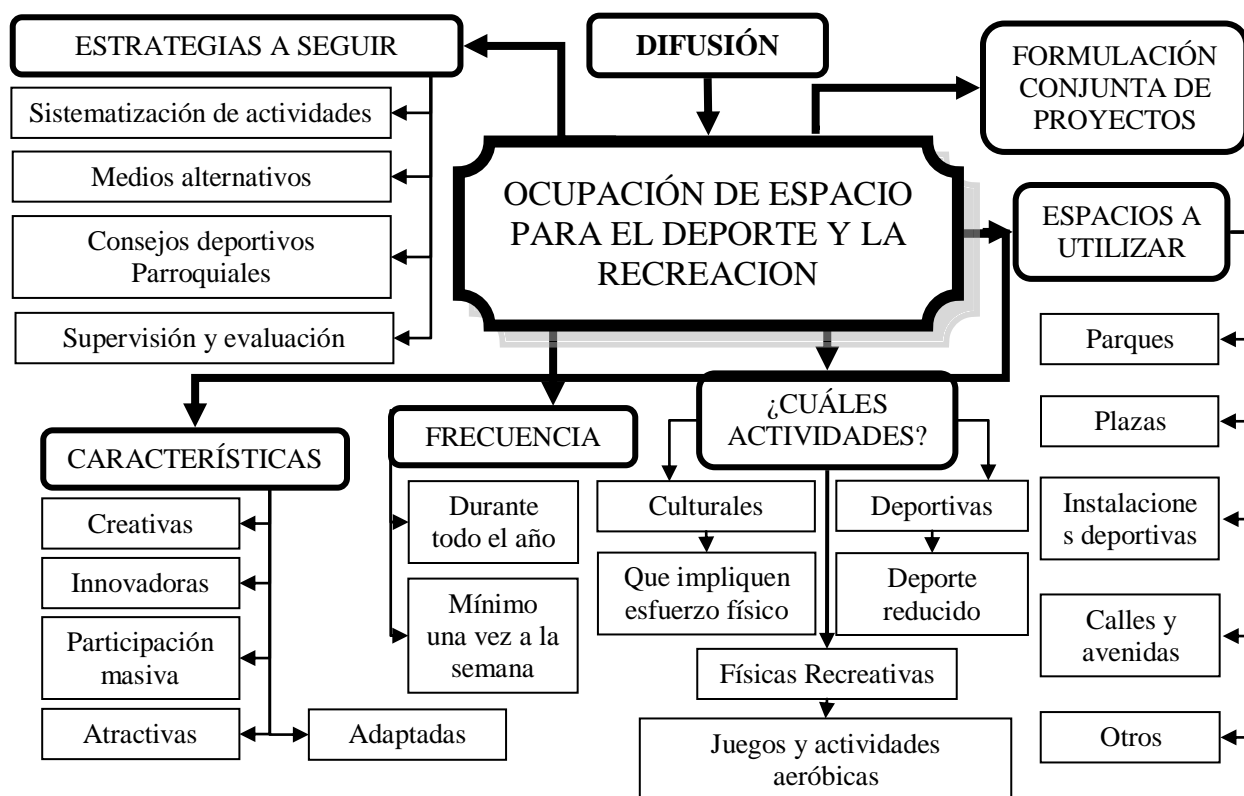 ESTRATEGIAS A SEGUIR
Sistematización de actividades
Medios alternativos
Consejos deportivos
Parroquiales
Supervisión y evaluación
DIFUSIÓN
FORMULACIÓN
CONJUNTA DE
PROYECTOS
OCUPACIÓN DE ESPACIO
PARA EL DEPORTE Y LA
RECREACION
ESPACIOS A
UTILIZAR
Parques
Plazas
Instalacione
s deportivas
Calles y
avenidas
Otros
CARACTERÍSTICAS
Creativas
Innovadoras
Participación
masiva
Atractivas
Adaptadas
FRECUENCIA
Durante
todo el año
Mínimo
una vez a la
semana
¿CUÁLES
ACTIVIDADES?
Culturales
Que impliquen
esfuerzo físico
Deportivas
Deporte
reducido
Físicas Recreativas
Juegos y actividades
aeróbicas